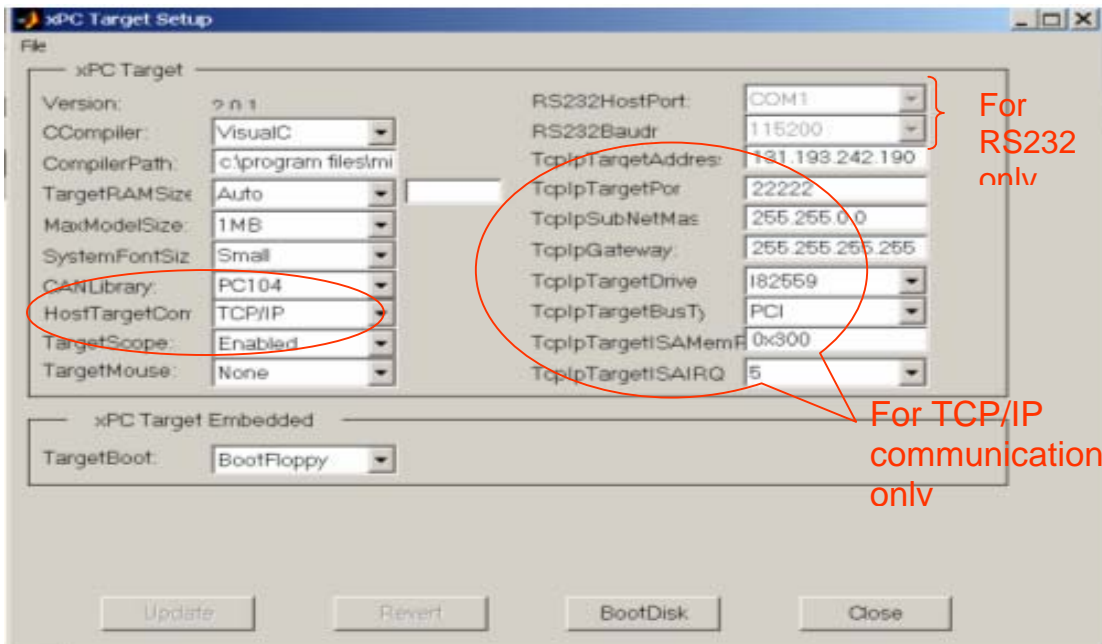 xPC Target Setup
File
xPC Target
Version: 2.0.1
CCompiler: VisualC
CompilerPath: c:\program files\mi
TargetRAMSize Auto
MaxModelSize: 1MB
SystemFontSiz Small
CANLibrary: PC104
HostTargetCom TCP/IP
TargetScope: Enabled
TargetMouse: None
RS232HostPort: COM1
RS232Baudr 115200
TcpIpTargetAddres: 131.193.242.190
TcpIpTargetPor 22222
TcpIpSubNetMas 255.255.0.0
TcpIpGateway: 255.255.255.255
TcpIpTargetDrive I82559
TcpIpTargetBusTy PCI
TcpIpTargetISAMemP 0x300
TcpIpTargetISAIRQ 5
For
RS232
only
For TCP/IP
communication
only
xPC Target Embedded
TargetBoot: BootFloppy
Update
Revert
BootDisk
Close